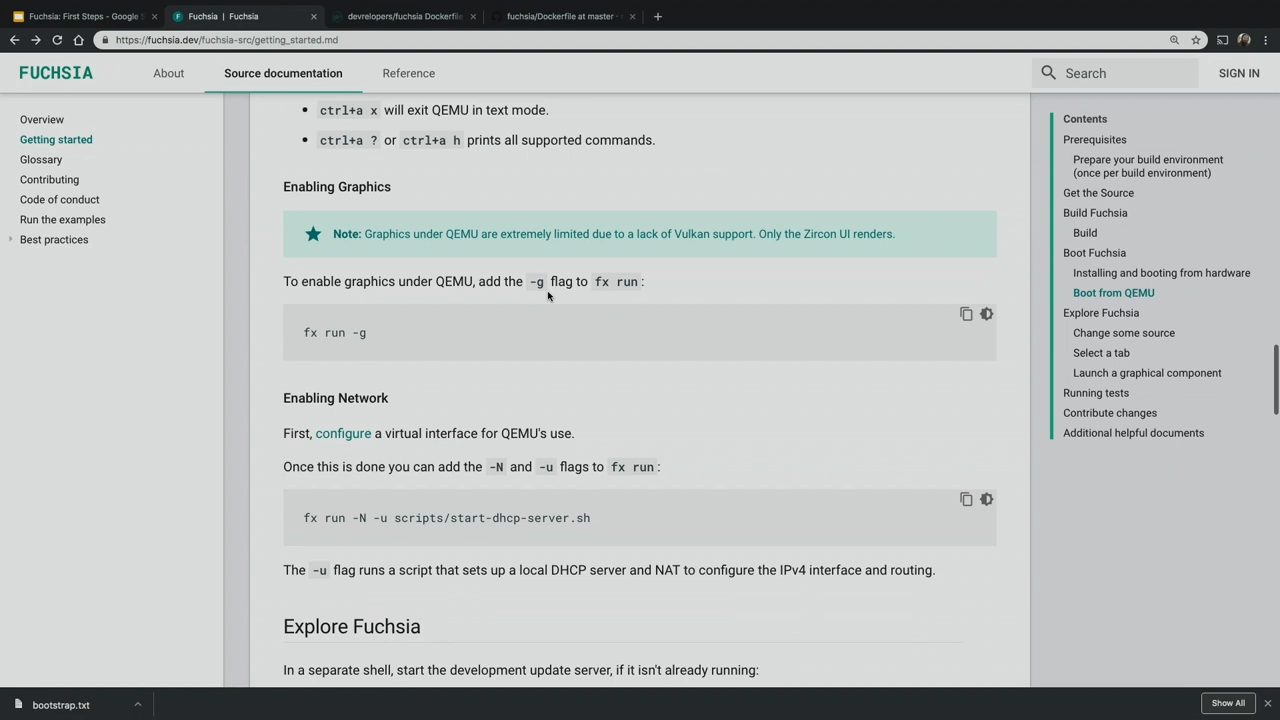 Fuchsia: First Steps - Google S
Fuchsia | Fuchsia
devrelopers/fuchsia Dockerfile
fuchsia/Dockerfile at master ·
https://fuchsia.dev/fuchsia-src/getting_started.md
FUCHSIA
About
Source documentation
Reference
Search
SIGN IN
Overview
Getting started
Glossary
Contributing
Code of conduct
Run the examples
Best practices
ctrl+a x will exit QEMU in text mode.
ctrl+a ? or ctrl+a h prints all supported commands.
Enabling Graphics
Note: Graphics under QEMU are extremely limited due to a lack of Vulkan support. Only the Zircon UI renders.
To enable graphics under QEMU, add the -g flag to fx run:
fx run -g
Enabling Network
First, configure a virtual interface for QEMU's use.
Once this is done you can add the -N and -u flags to fx run:
fx run -N -u scripts/start-dhcp-server.sh
The -u flag runs a script that sets up a local DHCP server and NAT to configure the IPv4 interface and routing.
Explore Fuchsia
In a separate shell, start the development update server, if it isn't already running:
Contents
Prerequisites
Prepare your build environment
(once per build environment)
Get the Source
Build Fuchsia
Build
Boot Fuchsia
Installing and booting from hardware
Boot from QEMU
Explore Fuchsia
Change some source
Select a tab
Launch a graphical component
Running tests
Contribute changes
Additional helpful documents
bootstrap.txt
Show All